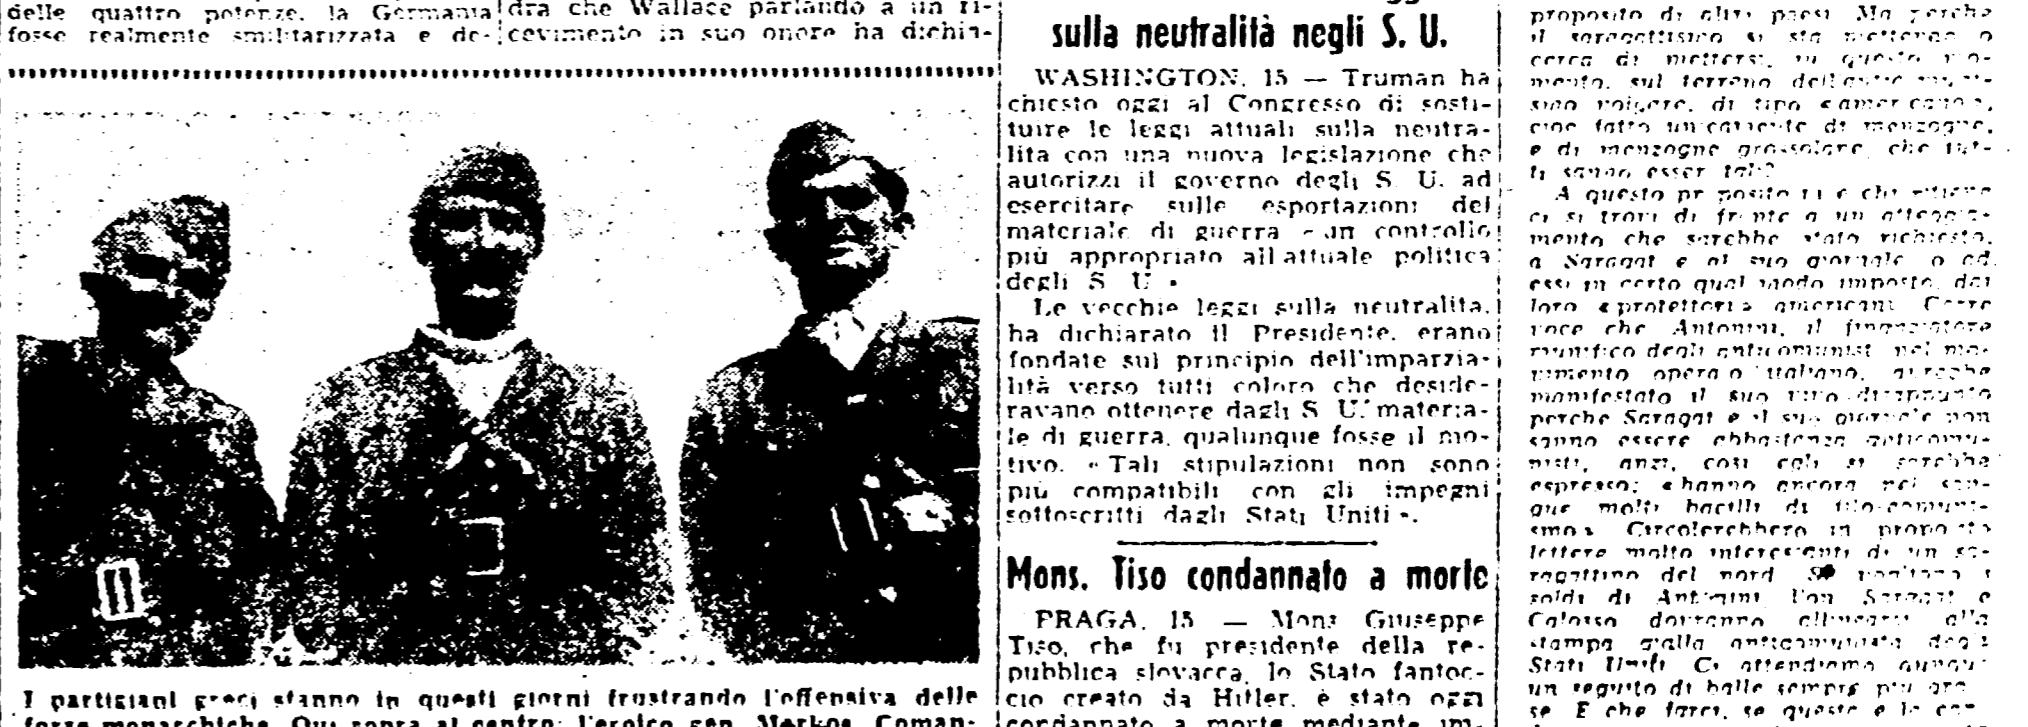 delle quattro potenze, la Germania
fosse realmente smilitarizzata e de-
dra che Wallace parlando a un ri-
cevimento in suo onore ha dichia-
I partigiani greci stanno in questi giorni frustrando l'offensiva delle
forze monarchiche. Qui sopra al centro: l'eroico gen. Markos, Coman-
sulla neutralità negli S. U.
WASHINGTON, 15 — Truman ha
chiesto oggi al Congresso di sosti-
tuire le leggi attuali sulla neutra-
lita con una nuova legislazione che
autorizzi il governo degli S. U. ad
esercitare sulle esportazioni del
materiale di guerra « un controllo
più appropriato all'attuale politica
degli S. U. ».
Le vecchie leggi sulla neutralita,
ha dichiarato il Presidente, erano
fondate sul principio dell'imparzia-
lità verso tutti coloro che deside-
ravano ottenere dagli S. U. materia-
le di guerra, qualunque fosse il mo-
tivo. « Tali stipulazioni non sono
più compatibili con gli impegni
sottoscritti dagli Stati Uniti ».
Mons. Tiso condannato a morte
PRAGA, 15 — Mons. Giuseppe
Tiso, che fu presidente della re-
pubblica slovacca, lo Stato fantoc-
cio creato da Hitler, è stato oggi
condannato a morte mediante im-
proposito di altri paesi. Ma perchè
il saragattismo si sta mettendo o
cerca di mettersi, in questo mo-
mento, sul terreno
di tipo « americano »,
cioè fatto unicamente di menzogne,
e di menzogne grossolane, che tut-
ti sanno esser tali?
A questo proposito vi è chi ritiene
ci si trovi di fronte a un atteggia-
mento che sarebbe stato richiesto,
a Saragat e al suo giornale, o ad
essi in certo qual modo imposto, dai
loro « protettori » americani. Corre
voce che Antonini, il finanziatore
munifico degli anticomunisti nel mo-
vimento operaio italiano, avrebbe
manifestato il suo vivo disappunto
perchè Saragat e il suo giornale non
sanno essere abbastanza anticomu-
nisti, anzi, così egli si sarebbe
espresso: « hanno ancora nel san-
gue molti bacilli di filo-comuni-
smo ». Circolerebbero in proposito
lettere molto interessanti di un sa-
ragattino del nord. Se vogliono i
soldi di Antonini, l'on. Saragat e
Calosso dovranno allinearsi alla
stampa gialla anticomunista degli
Stati Uniti. Ci attendiamo dunque
un seguito di balle sempre più gros-
se. E che farci, se questa è la con-